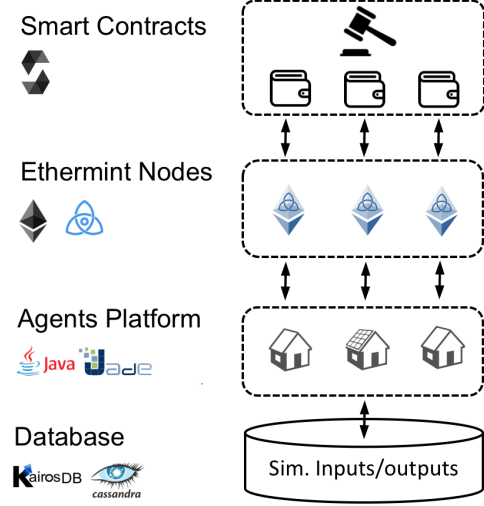 Smart Contracts
Ethermint Nodes
Agents Platform
Java JADE
Database
Sim. Inputs/outputs
KairosDB
cassandra